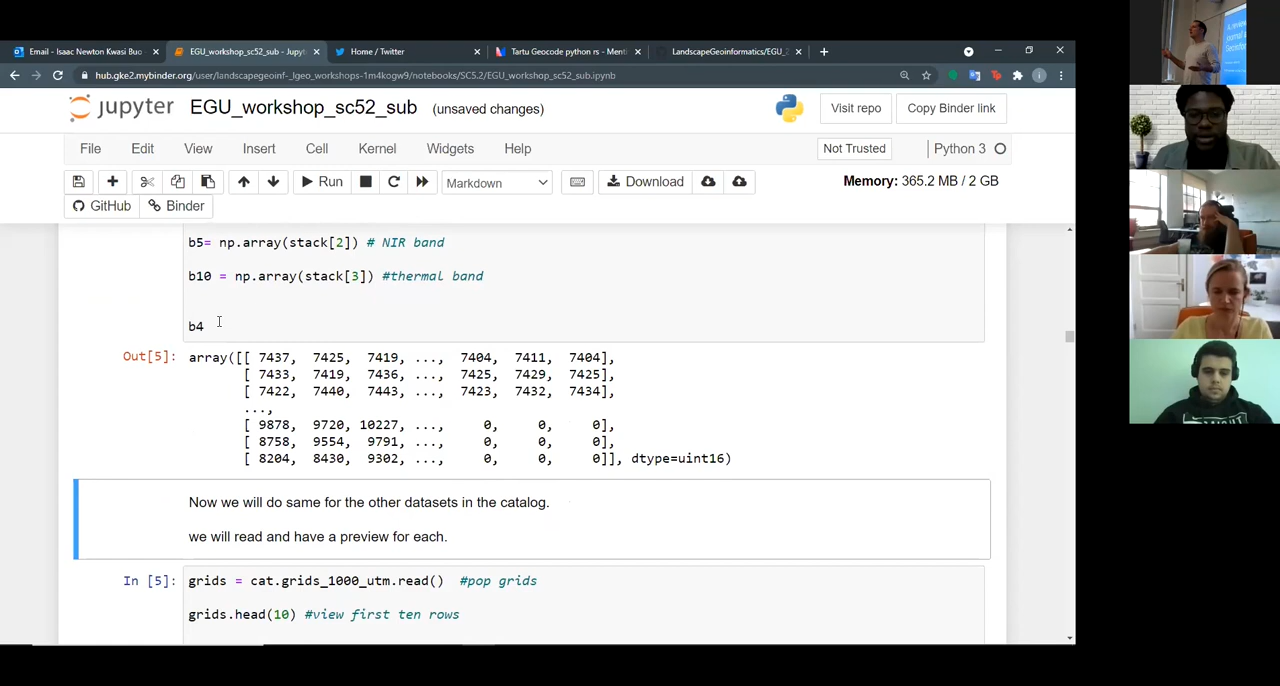 Email - Isaac Newton Kwasi Buo
EGU_workshop_sc52_sub - Jupyte
Home / Twitter
Tartu Geocode python rs - Menti
LandscapeGeoinformatics/EGU_2
hub.gke2.mybinder.org/user/landscapegeoinf-_lgeo_workshops-1m4kogw9/notebooks/SC5.2/EGU_workshop_sc52_sub.ipynb
jupyter EGU_workshop_sc52_sub (unsaved changes)
Visit repo
Copy Binder link
File Edit View Insert Cell Kernel Widgets Help
Not Trusted
Python 3
Run
Markdown
Download
Memory: 365.2 MB / 2 GB
GitHub
Binder
b5= np.array(stack[2]) # NIR band
b10 = np.array(stack[3]) #thermal band
b4
Out[5]: array([[ 7437, 7425, 7419, ..., 7404, 7411, 7404],
[ 7433, 7419, 7436, ..., 7425, 7429, 7425],
[ 7422, 7440, 7443, ..., 7423, 7432, 7434],
...,
[ 9878, 9720, 10227, ..., 0, 0, 0],
[ 8758, 9554, 9791, ..., 0, 0, 0],
[ 8204, 8430, 9302, ..., 0, 0, 0]], dtype=uint16)
Now we will do same for the other datasets in the catalog.
we will read and have a preview for each.
In [5]: grids = cat.grids_1000_utm.read() #pop grids
grids.head(10) #view first ten rows